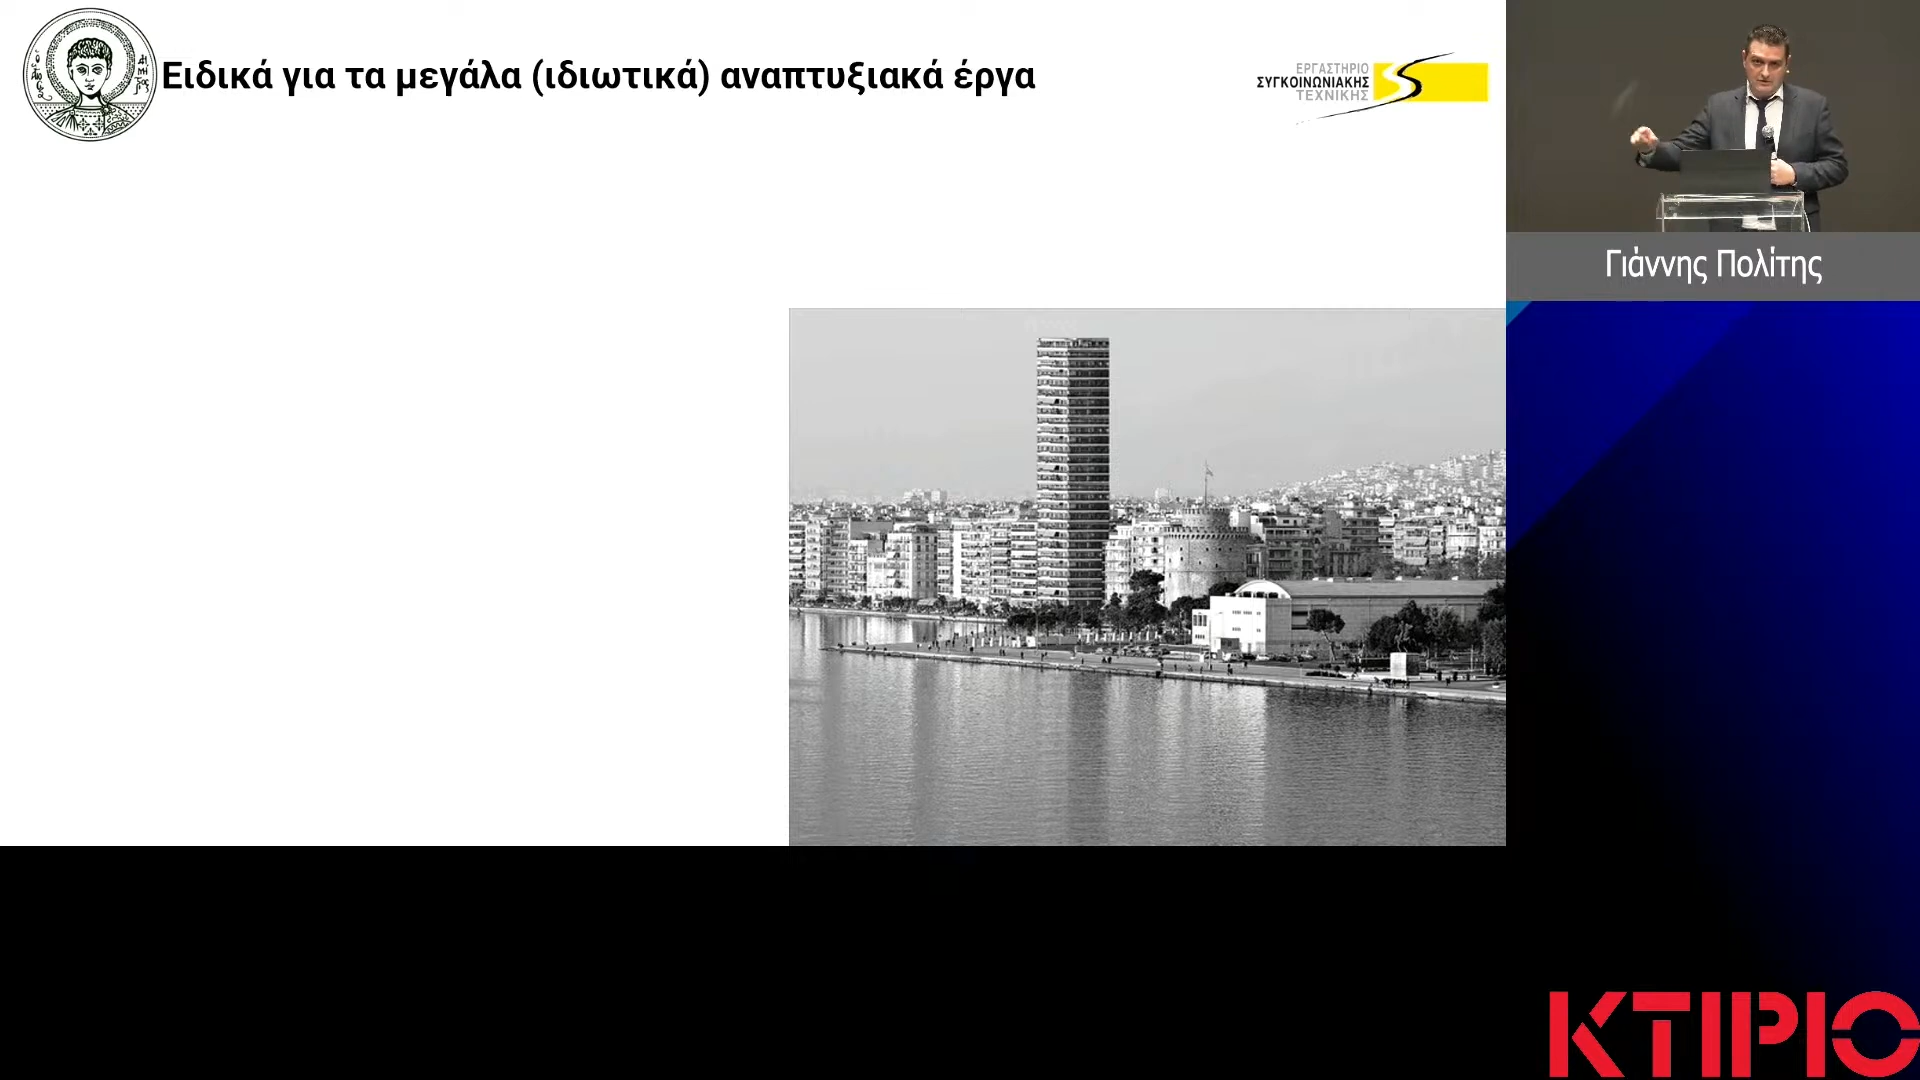 Ειδικά για τα μεγάλα (ιδιωτικά) αναπτυξιακά έργα
ΕΡΓΑΣΤΗΡΙΟ
ΣΥΓΚΟΙΝΩΝΙΑΚΗΣ
ΤΕΧΝΙΚΗΣ
Γιάννης Πολίτης
ΚΤΙΡΙΟ